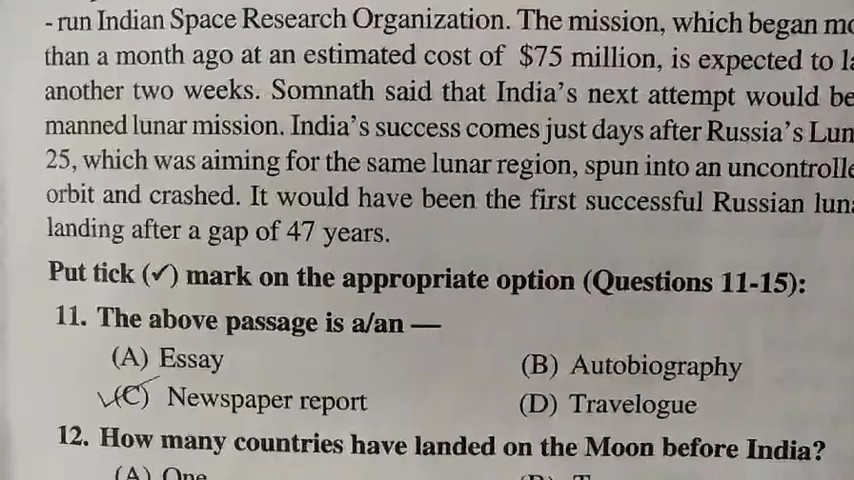 - run Indian Space Research Organization. The mission, which began
than a month ago at an estimated cost of $75 million, is expected to
another two weeks. Somnath said that India's next attempt would be
manned lunar mission. India's success comes just days after Russia's
25, which was aiming for the same lunar region, spun into an
orbit and crashed. It would have been the first successful Russian
landing after a gap of 47 years.
Put tick (✓) mark on the appropriate option (Questions 11-15):
11. The above passage is a/an —
(A) Essay (B) Autobiography
(C) Newspaper report (D) Travelogue
12. How many countries have landed on the Moon before India?
(A) One